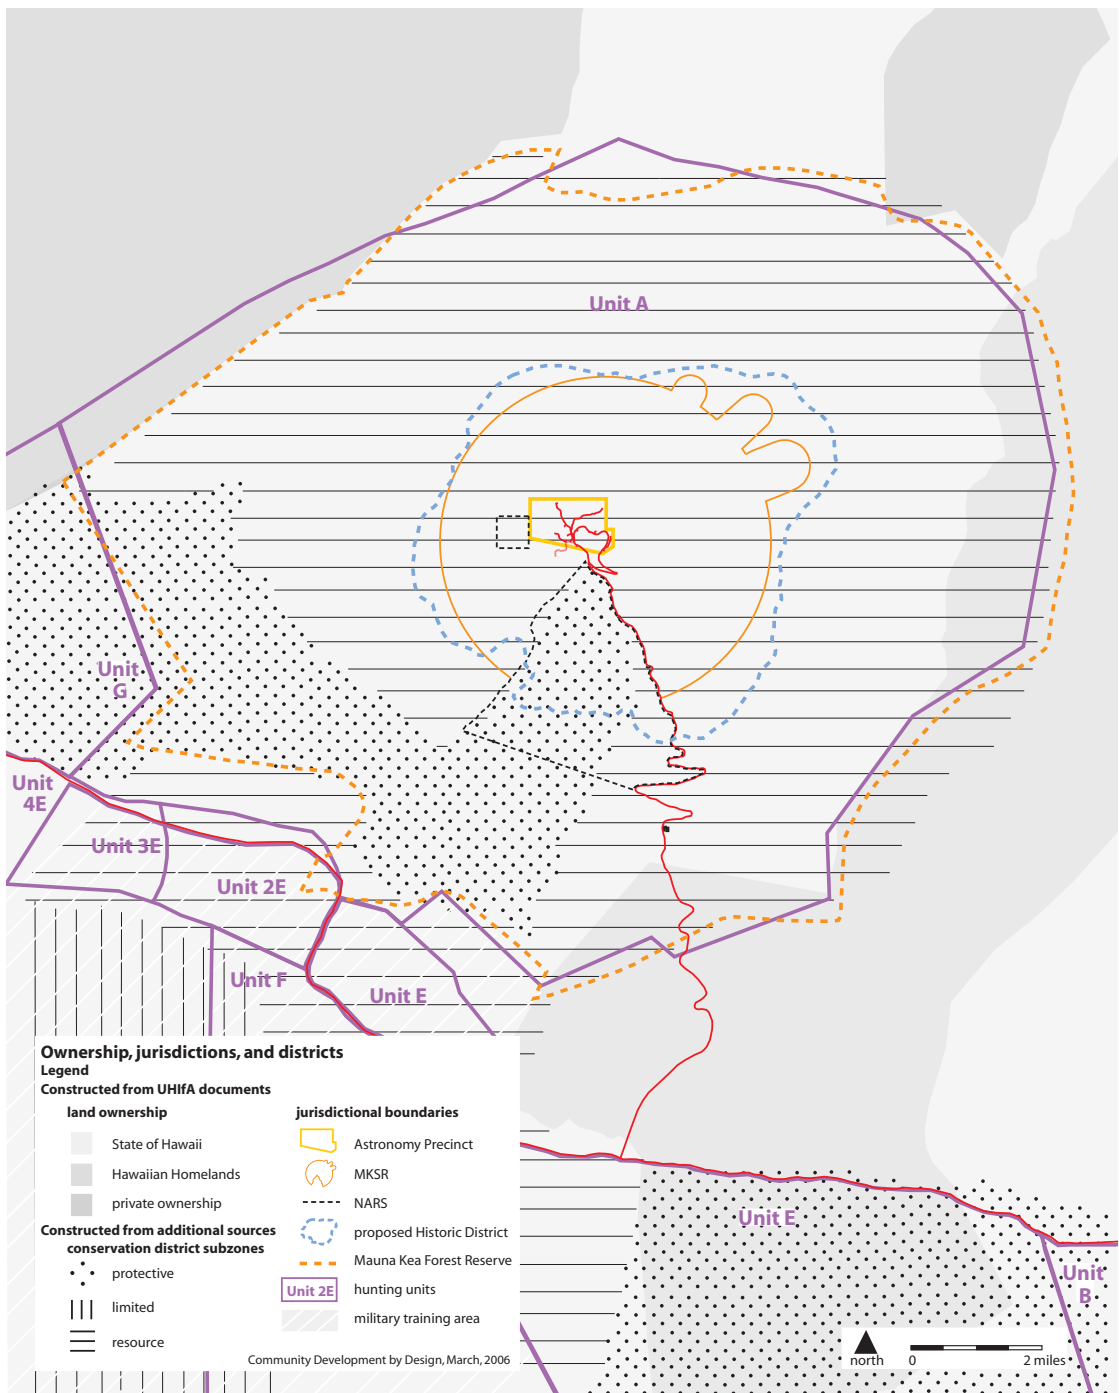 Unit A
Unit
G
Unit
4E
Unit 3E
Unit 2E
Unit F
Unit E
Ownership, jurisdictions, and districts
Legend
Constructed from UHIfA documents
land ownership
State of Hawaii
Hawaiian Homelands
private ownership
Constructed from additional sources
conservation district subzones
protective
limited
resource
jurisdictional boundaries
Astronomy Precinct
MKSR
NARS
proposed Historic District
Mauna Kea Forest Reserve
Unit 2E
hunting units
military training area
Community Development by Design, March, 2006
Unit E
Unit
B
north
0
2 miles